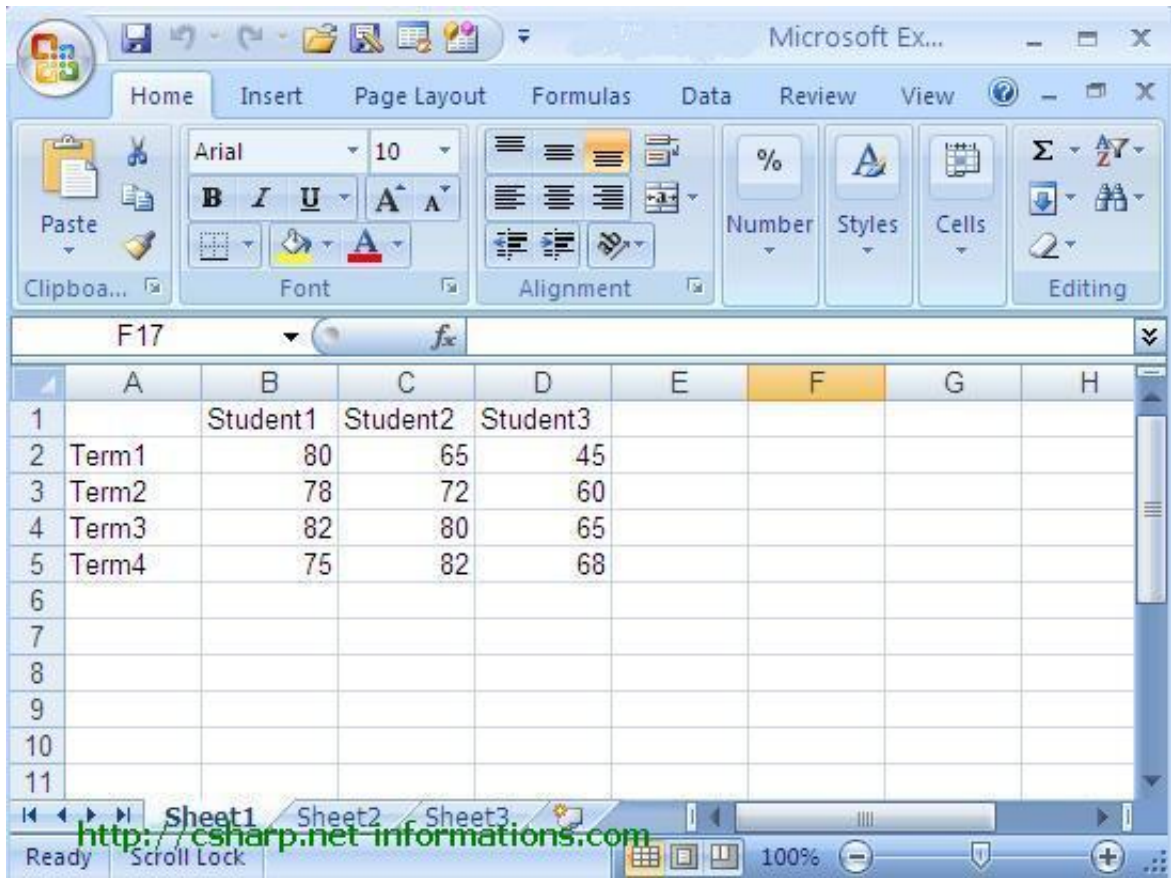 Microsoft Ex...
Home Insert Page Layout Formulas Data Review View
Arial 10
B I U A A
% A Σ A Z
Paste Number Styles Cells
A
Clipboa... Font Alignment Editing
F17 fx
A B C D E F G H
1 Student1 Student2 Student3
2 Term1 80 65 45
3 Term2 78 72 60
4 Term3 82 80 65
5 Term4 75 82 68
6
7
8
9
10
11
Sheet1 Sheet2 Sheet3
http://csharp.net-informations.com
Ready Scroll Lock 100%